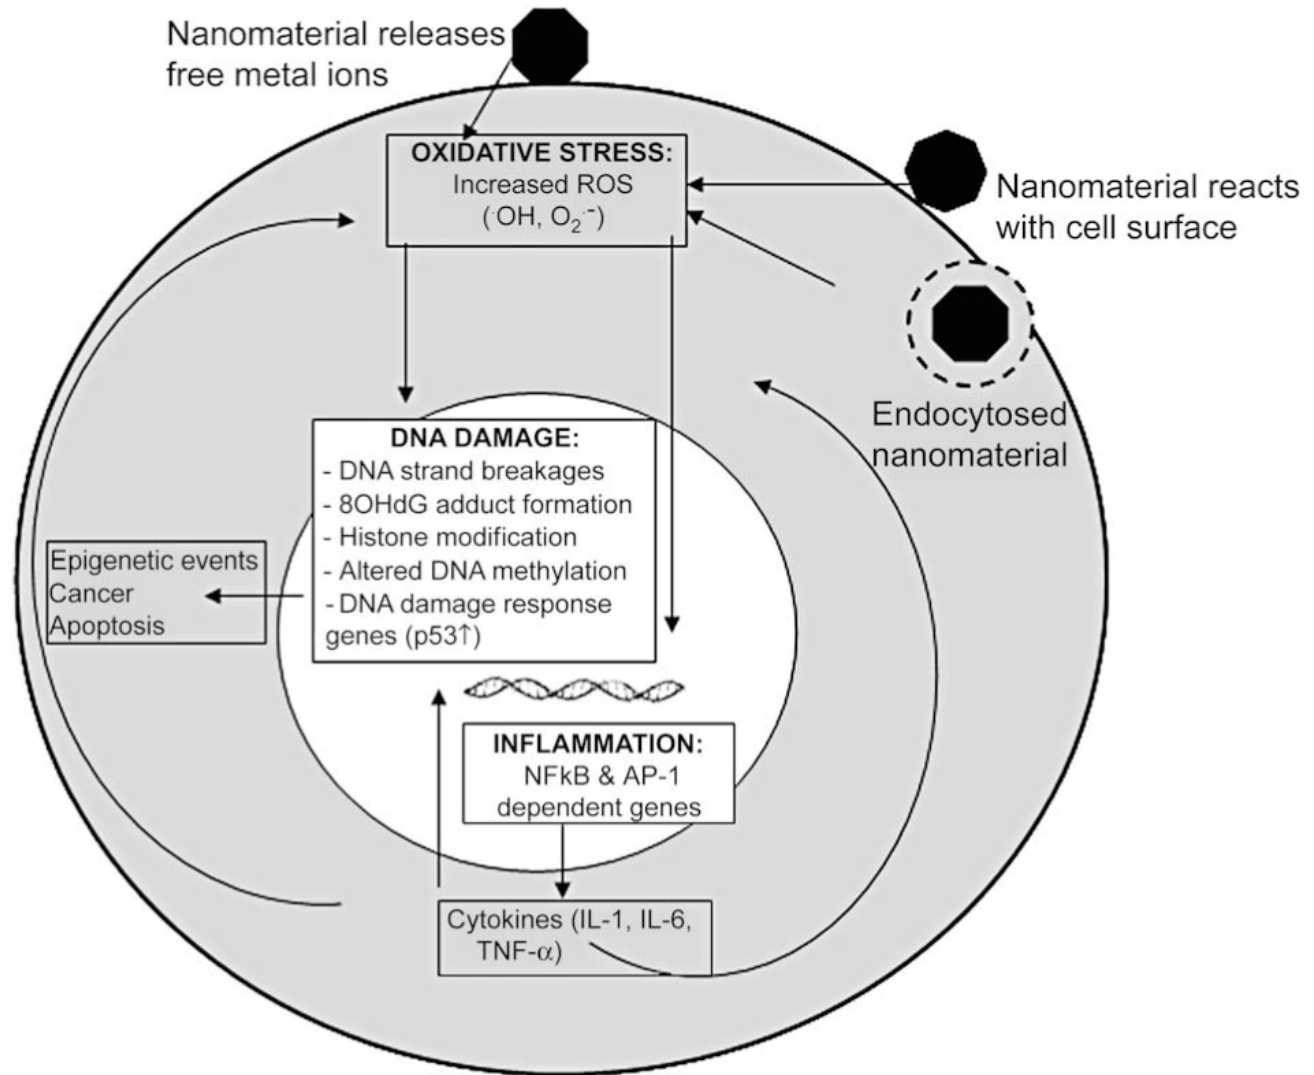 Nanomaterial releases
free metal ions
OXIDATIVE STRESS:
Increased ROS
(·OH, O₂·⁻)
Nanomaterial reacts
with cell surface
Endocytosed
nanomaterial
DNA DAMAGE:
- DNA strand breakages
- 8OHdG adduct formation
- Histone modification
- Altered DNA methylation
- DNA damage response
genes (p53↑)
Epigenetic events
Cancer
Apoptosis
INFLAMMATION:
NFkB & AP-1
dependent genes
Cytokines (IL-1, IL-6,
TNF-α)